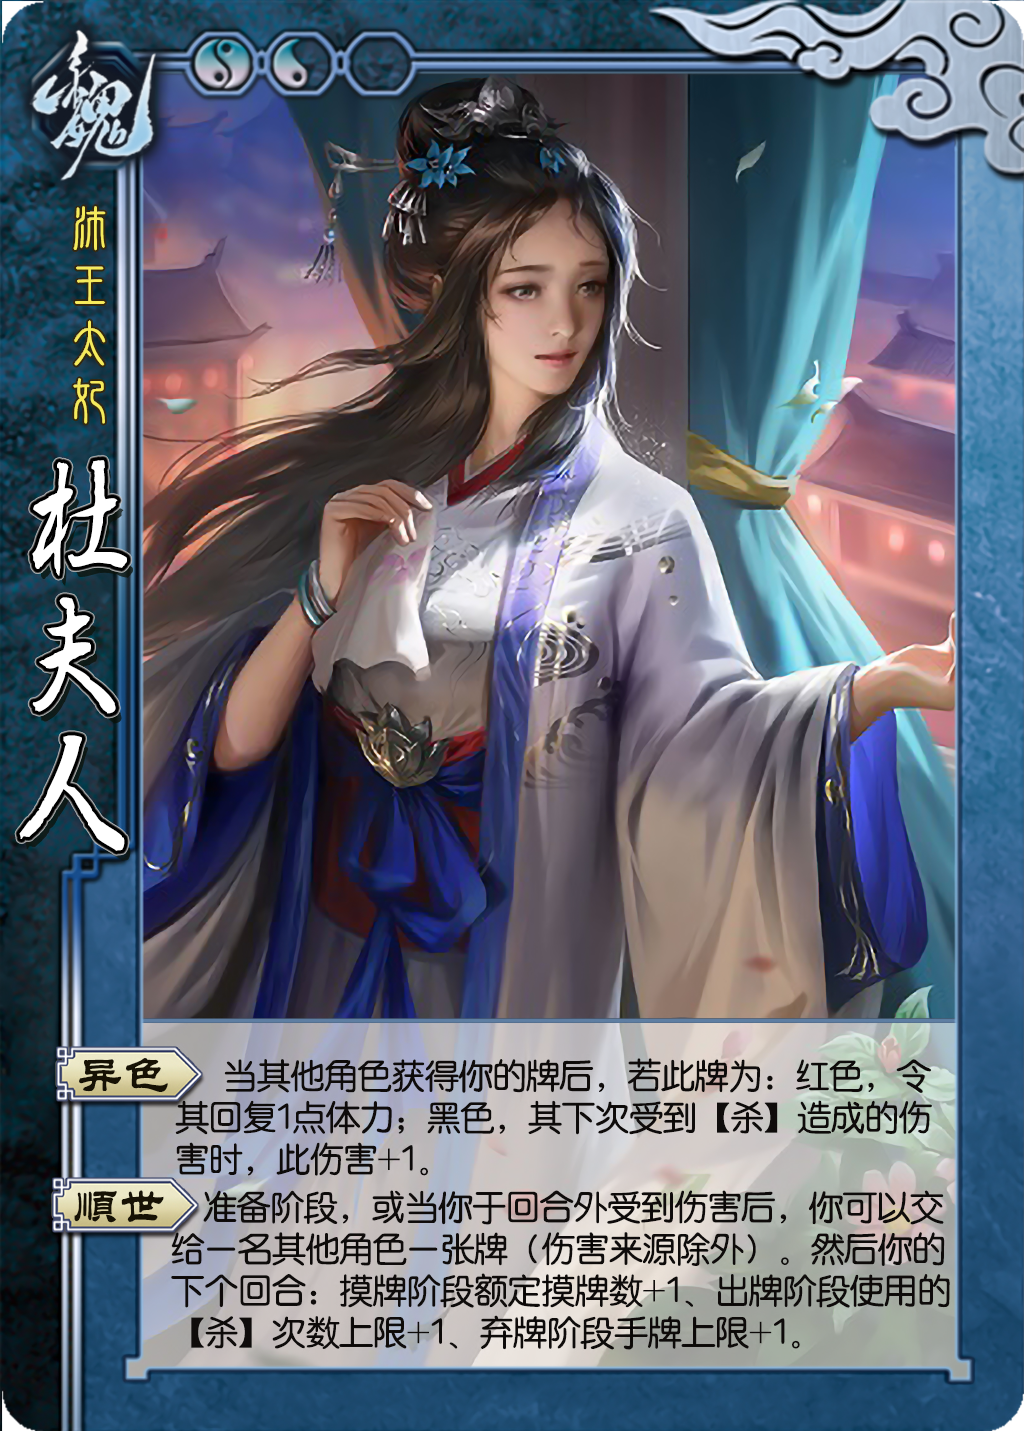 魏
沛王太妃
杜夫人
异色
当其他角色获得你的牌后，若此牌为：红色，令
其回复1点体力；黑色，其下次受到【杀】造成的伤
害时，此伤害+1。
順世
准备阶段，或当你于回合外受到伤害后，你可以交
给一名其他角色一张牌（伤害来源除外）。然后你的
下个回合：摸牌阶段额定摸牌数+1、出牌阶段使用的
【杀】次数上限+1、弃牌阶段手牌上限+1。